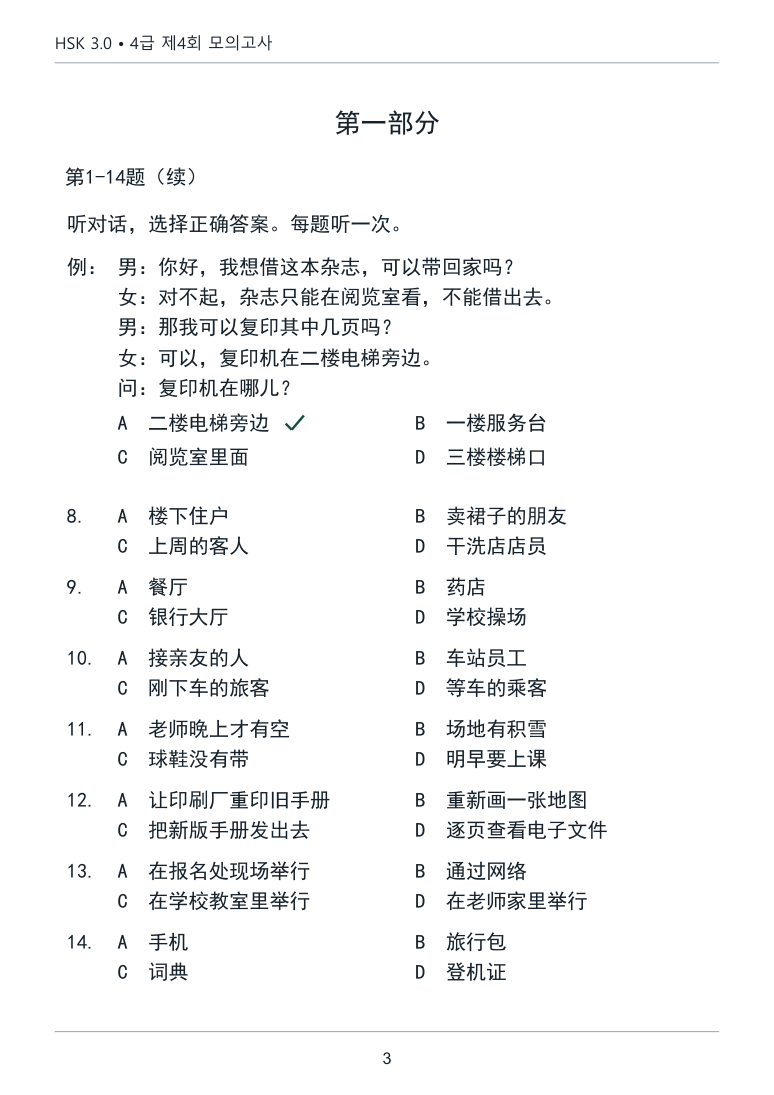 HSK 3.0 • 4급 제4회 모의고사
第一部分
第1-14题（续）
听对话，选择正确答案。每题听一次。
例： 男：你好，我想借这本杂志，可以带回家吗？
女：对不起，杂志只能在阅览室看，不能借出去。
男：那我可以复印其中几页吗？
女：可以，复印机在二楼电梯旁边。
问：复印机在哪儿？
A 二楼电梯旁边 ✓ B 一楼服务台
C 阅览室里面 D 三楼楼梯口
8. A 楼下住户 B 卖裙子的朋友
C 上周的客人 D 干洗店店员
9. A 餐厅 B 药店
C 银行大厅 D 学校操场
10. A 接亲友的人 B 车站员工
C 刚下车的旅客 D 等车的乘客
11. A 老师晚上才有空 B 场地有积雪
C 球鞋没有带 D 明早要上课
12. A 让印刷厂重印旧手册 B 重新画一张地图
C 把新版手册发出去 D 逐页查看电子文件
13. A 在报名处现场举行 B 通过网络
C 在学校教室里举行 D 在老师家里举行
14. A 手机 B 旅行包
C 词典 D 登机证
3